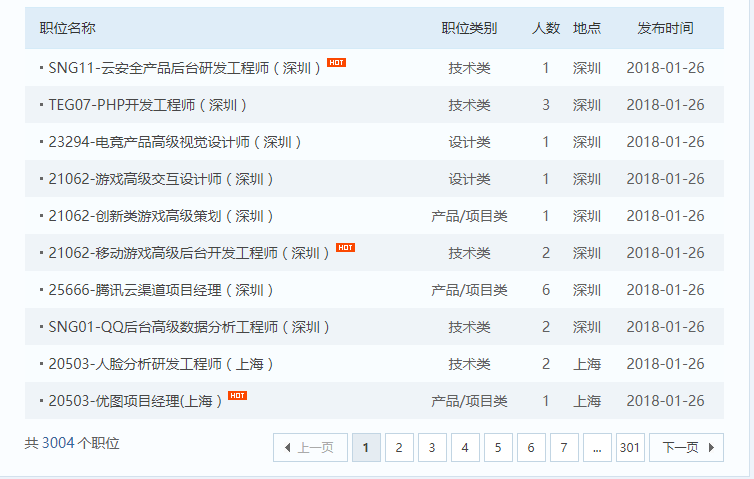 职位名称 职位类别 人数 地点 发布时间
SNG11-云安全产品后台研发工程师（深圳） HOT 技术类 1 深圳 2018-01-26
TEG07-PHP开发工程师（深圳） 技术类 3 深圳 2018-01-26
23294-电竞产品高级视觉设计师（深圳） 设计类 1 深圳 2018-01-26
21062-游戏高级交互设计师（深圳） 设计类 1 深圳 2018-01-26
21062-创新类游戏高级策划（深圳） 产品/项目类 1 深圳 2018-01-26
21062-移动游戏高级后台开发工程师（深圳） HOT 技术类 2 深圳 2018-01-26
25666-腾讯云渠道项目经理（深圳） 产品/项目类 6 深圳 2018-01-26
SNG01-QQ后台高级数据分析工程师（深圳） 技术类 2 深圳 2018-01-26
20503-人脸分析研发工程师（上海） 技术类 2 上海 2018-01-26
20503-优图项目经理(上海） HOT 产品/项目类 1 上海 2018-01-26
共 3004 个职位 上一页 1 2 3 4 5 6 7 ... 301 下一页